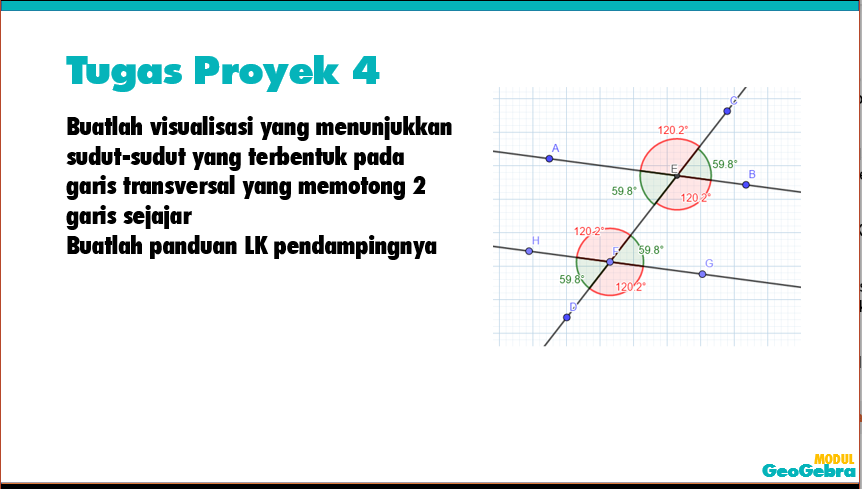 Tugas Proyek 4
Buatlah visualisasi yang menunjukkan
sudut-sudut yang terbentuk pada
garis transversal yang memotong 2
garis sejajar
Buatlah panduan LK pendampingnya
C
120.2°
A
E
59.8°
B
59.8°
120.2°
H
120.2°
F
59.8°
G
59.8°
120.2°
D
MODUL
GeoGebra